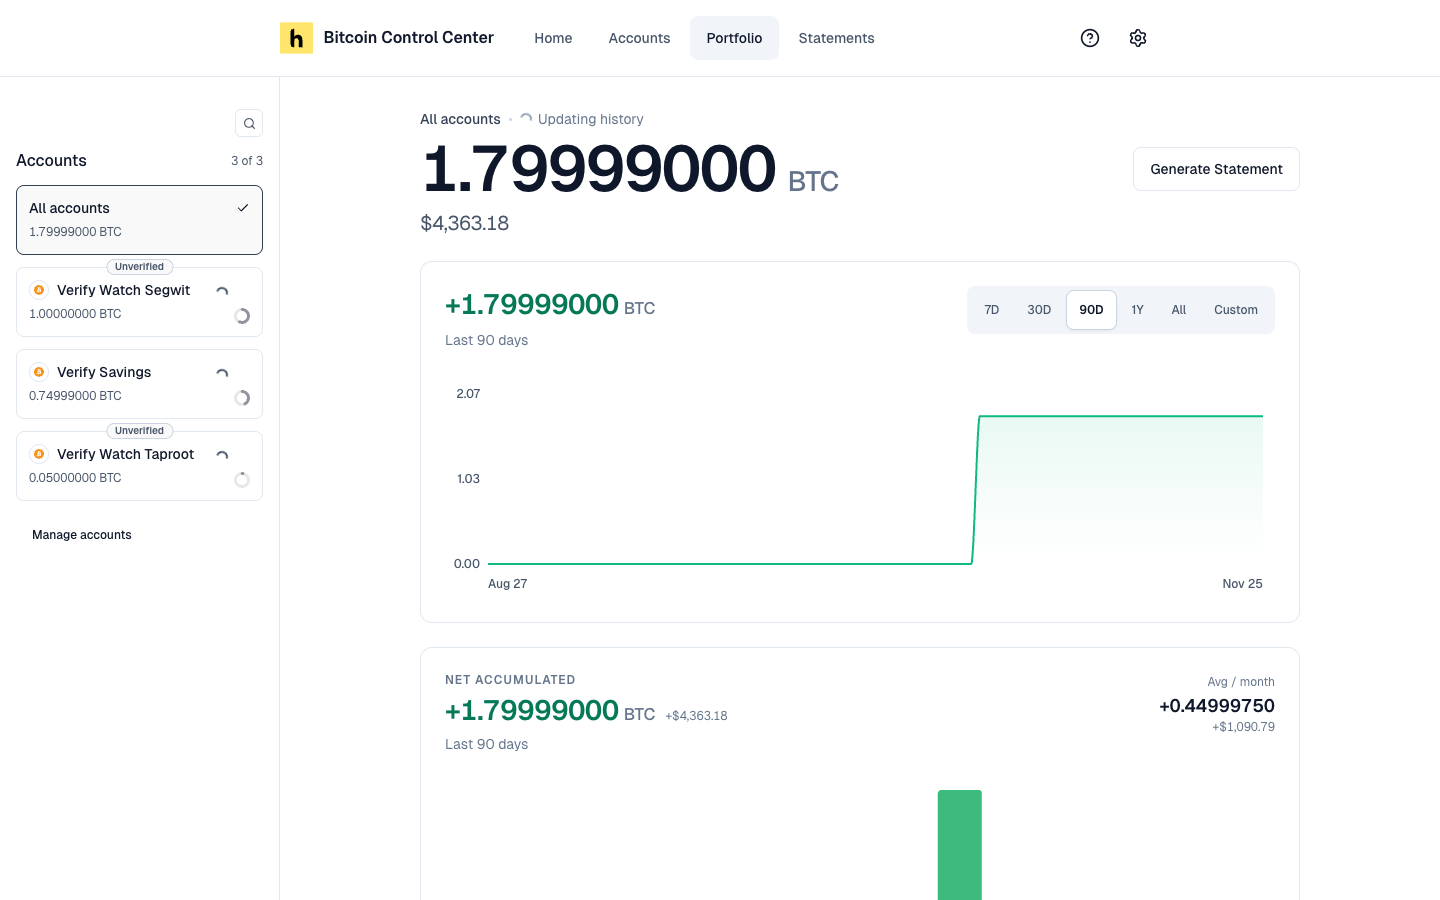 h Bitcoin Control Center Home Accounts Portfolio Statements
Accounts 3 of 3
All accounts
1.79999000 BTC
Unverified
Verify Watch Segwit
1.00000000 BTC
Verify Savings
0.74999000 BTC
Unverified
Verify Watch Taproot
0.05000000 BTC
Manage accounts
All accounts • Updating history
1.79999000 BTC
$4,363.18
Generate Statement
+1.79999000 BTC
Last 90 days
7D 30D 90D 1Y All Custom
2.07
1.03
0.00
Aug 27 Nov 25
NET ACCUMULATED
+1.79999000 BTC +$4,363.18
Last 90 days
Avg / month
+0.44999750
+$1,090.79